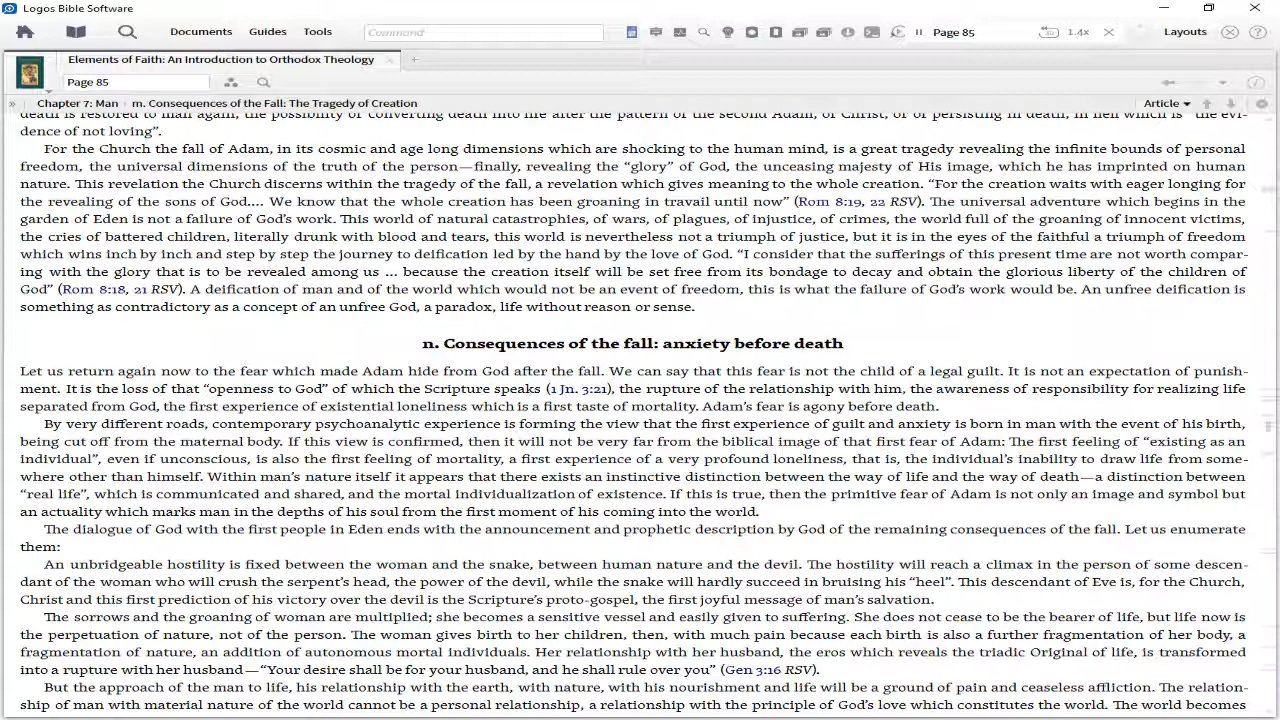 Logos Bible Software
Documents Guides Tools Command Page 85 1.4x Layouts
Elements of Faith: An Introduction to Orthodox Theology
Page 85
Chapter 7: Man › m. Consequences of the Fall: The Tragedy of Creation Article
death is restored to man again, the possibility of converting death into life after the pattern of the second Adam, of Christ, or of persisting in death, in hell which is “the evi-
dence of not loving”.
For the Church the fall of Adam, in its cosmic and age long dimensions which are shocking to the human mind, is a great tragedy revealing the infinite bounds of personal
freedom, the universal dimensions of the truth of the person—finally, revealing the “glory” of God, the unceasing majesty of His image, which he has imprinted on human
nature. This revelation the Church discerns within the tragedy of the fall, a revelation which gives meaning to the whole creation. “For the creation waits with eager longing for
the revealing of the sons of God.... We know that the whole creation has been groaning in travail until now” (Rom 8:19, 22 RSV). The universal adventure which begins in the
garden of Eden is not a failure of God’s work. This world of natural catastrophies, of wars, of plagues, of injustice, of crimes, the world full of the groaning of innocent victims,
the cries of battered children, literally drunk with blood and tears, this world is nevertheless not a triumph of justice, but it is in the eyes of the faithful a triumph of freedom
which wins inch by inch and step by step the journey to deification led by the hand by the love of God. “I consider that the sufferings of this present time are not worth compar-
ing with the glory that is to be revealed among us ... because the creation itself will be set free from its bondage to decay and obtain the glorious liberty of the children of
God” (Rom 8:18, 21 RSV). A deification of man and of the world which would not be an event of freedom, this is what the failure of God’s work would be. An unfree deification is
something as contradictory as a concept of an unfree God, a paradox, life without reason or sense.
n. Consequences of the fall: anxiety before death
Let us return again now to the fear which made Adam hide from God after the fall. We can say that this fear is not the child of a legal guilt. It is not an expectation of punish-
ment. It is the loss of that “openness to God” of which the Scripture speaks (1 Jn. 3:21), the rupture of the relationship with him, the awareness of responsibility for realizing life
separated from God, the first experience of existential loneliness which is a first taste of mortality. Adam’s fear is agony before death.
By very different roads, contemporary psychoanalytic experience is forming the view that the first experience of guilt and anxiety is born in man with the event of his birth,
being cut off from the maternal body. If this view is confirmed, then it will not be very far from the biblical image of that first fear of Adam: The first feeling of “existing as an
individual”, even if unconscious, is also the first feeling of mortality, a first experience of a very profound loneliness, that is, the individual’s inability to draw life from some-
where other than himself. Within man’s nature itself it appears that there exists an instinctive distinction between the way of life and the way of death—a distinction between
“real life”, which is communicated and shared, and the mortal individualization of existence. If this is true, then the primitive fear of Adam is not only an image and symbol but
an actuality which marks man in the depths of his soul from the first moment of his coming into the world.
The dialogue of God with the first people in Eden ends with the announcement and prophetic description by God of the remaining consequences of the fall. Let us enumerate
them:
An unbridgeable hostility is fixed between the woman and the snake, between human nature and the devil. The hostility will reach a climax in the person of some descen-
dant of the woman who will crush the serpent’s head, the power of the devil, while the snake will hardly succeed in bruising his “heel”. This descendant of Eve is, for the Church,
Christ and this first prediction of his victory over the devil is the Scripture’s proto-gospel, the first joyful message of man’s salvation.
The sorrows and the groaning of woman are multiplied; she becomes a sensitive vessel and easily given to suffering. She does not cease to be the bearer of life, but life now is
the perpetuation of nature, not of the person. The woman gives birth to her children, then, with much pain because each birth is also a further fragmentation of her body, a
fragmentation of nature, an addition of autonomous mortal individuals. Her relationship with her husband, the eros which reveals the triadic Original of life, is transformed
into a rupture with her husband—“Your desire shall be for your husband, and he shall rule over you” (Gen 3:16 RSV).
But the approach of the man to life, his relationship with the earth, with nature, with his nourishment and life will be a ground of pain and ceaseless affliction. The relation-
ship of man with material nature of the world cannot be a personal relationship, a relationship with the principle of God’s love which constitutes the world. The world becomes